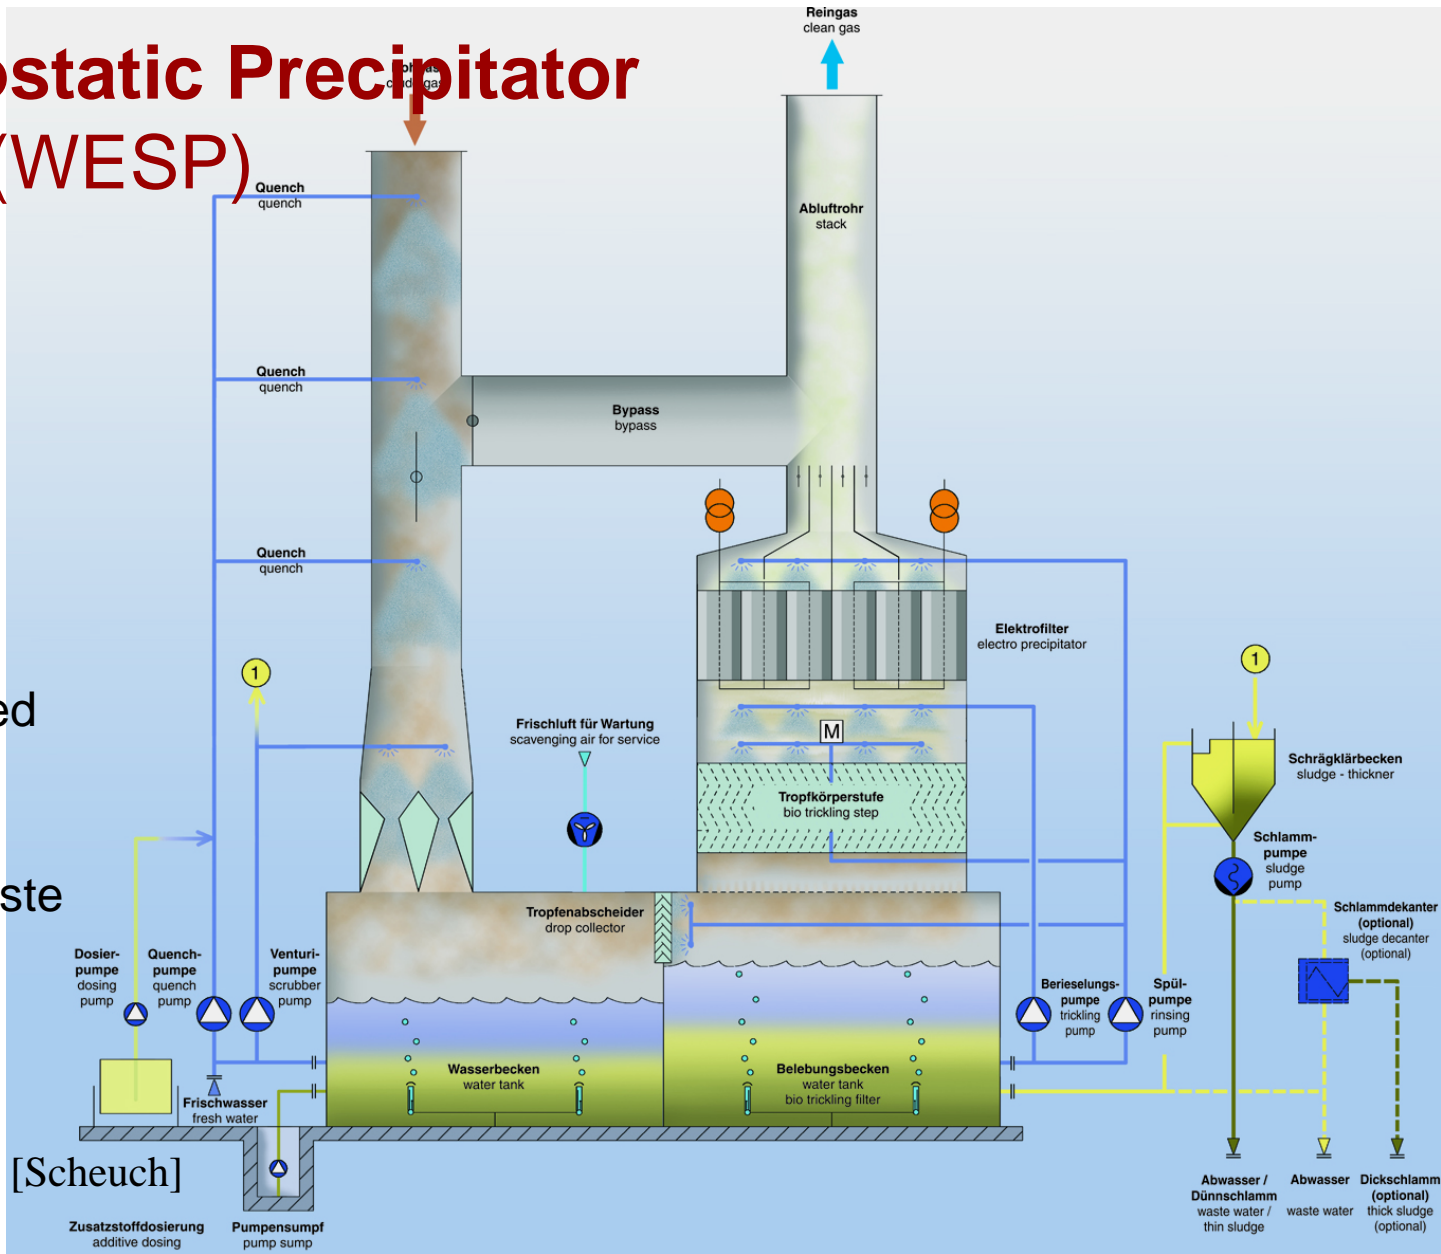 Reingas
clean gas
ostatic Precipitator
(WESP)
Quench
quench
Abluftrohr
stack
Quench
quench
Bypass
bypass
Quench
quench
Elektrofilter
electro precipitator
1
1
ed
Frischluft für Wartung
scavenging air for service
M
Schrägklärbecken
sludge - thickner
Tropfkörperstufe
bio trickling step
Schlamm-
pumpe
sludge
pump
ste
Tropfenabscheider
drop collector
Schlammdekanter
(optional)
sludge decanter
(optional)
Dosier-
pumpe
dosing
pump
Quench-
pumpe
quench
pump
Venturi-
pumpe
scrubber
pump
Berieselungs-
pumpe
trickling
pump
Spül-
pumpe
rinsing
pump
Wasserbecken
water tank
Belebungsbecken
water tank
bio trickling filter
Frischwasser
fresh water
[Scheuch]
Zusatzstoffdosierung
additive dosing
Pumpensumpf
pump sump
Abwasser /
Dünnschlamm
waste water /
thin sludge
Abwasser
waste water
Dickschlamm
(optional)
thick sludge
(optional)